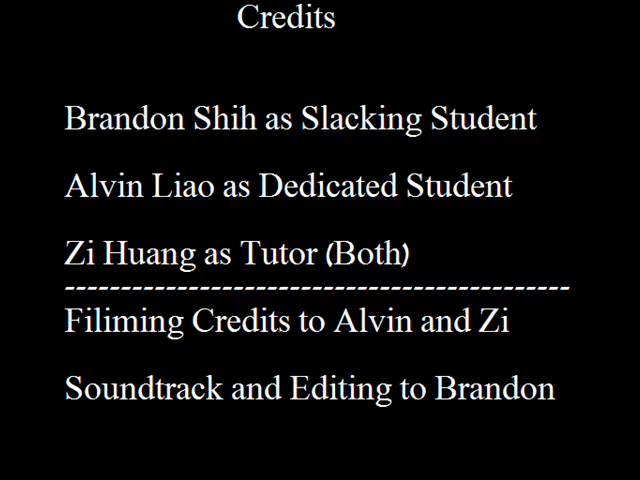 Credits
Brandon Shih as Slacking Student
Alvin Liao as Dedicated Student
Zi Huang as Tutor (Both)
---------------------------------------------
Filiming Credits to Alvin and Zi
Soundtrack and Editing to Brandon